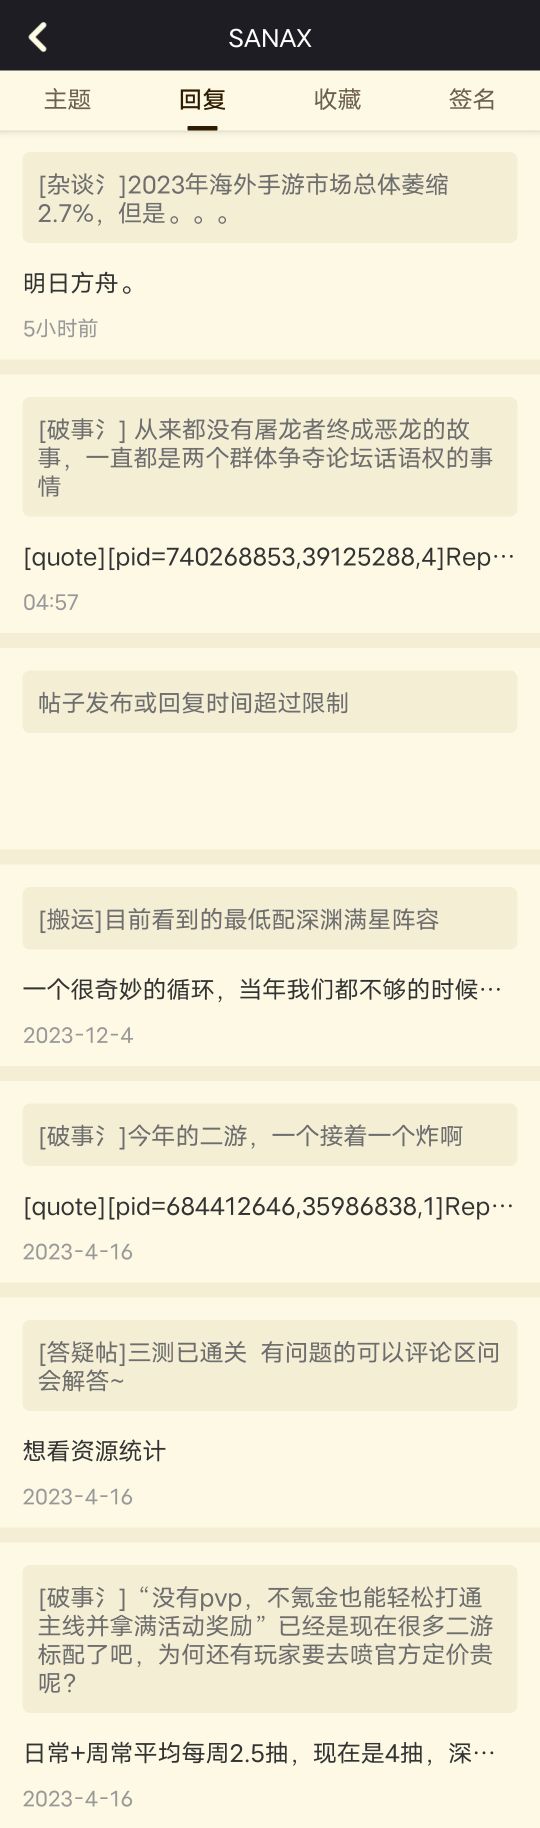 SANAX
主题 回复 收藏 签名
[杂谈氵]2023年海外手游市场总体萎缩
2.7%，但是。。。
明日方舟。
5小时前
[破事氵] 从来都没有屠龙者终成恶龙的故
事，一直都是两个群体争夺论坛话语权的事
情
[quote][pid=740268853,39125288,4]Rep…
04:57
帖子发布或回复时间超过限制
[搬运]目前看到的最低配深渊满星阵容
一个很奇妙的循环，当年我们都不够的时候…
2023-12-4
[破事氵]今年的二游，一个接着一个炸啊
[quote][pid=684412646,35986838,1]Rep…
2023-4-16
[答疑帖]三测已通关 有问题的可以评论区问
会解答~
想看资源统计
2023-4-16
[破事氵]“没有pvp，不氪金也能轻松打通
主线并拿满活动奖励”已经是现在很多二游
标配了吧，为何还有玩家要去喷官方定价贵
呢？
日常+周常平均每周2.5抽，现在是4抽，深…
2023-4-16